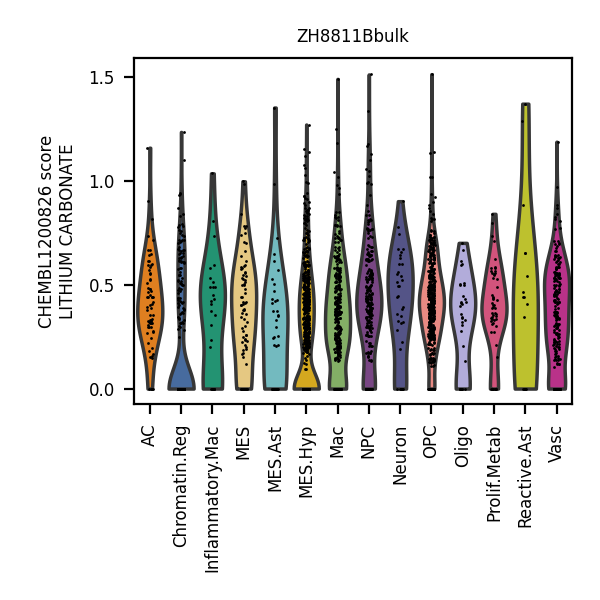 ZH8811Bbulk
CHEMBL1200826 score
LITHIUM CARBONATE
1.5
1.0
0.5
0.0
AC
Chromatin.Reg
Inflammatory.Mac
MES
MES.Ast
MES.Hyp
Mac
NPC
Neuron
OPC
Oligo
Prolif.Metab
Reactive.Ast
Vasc